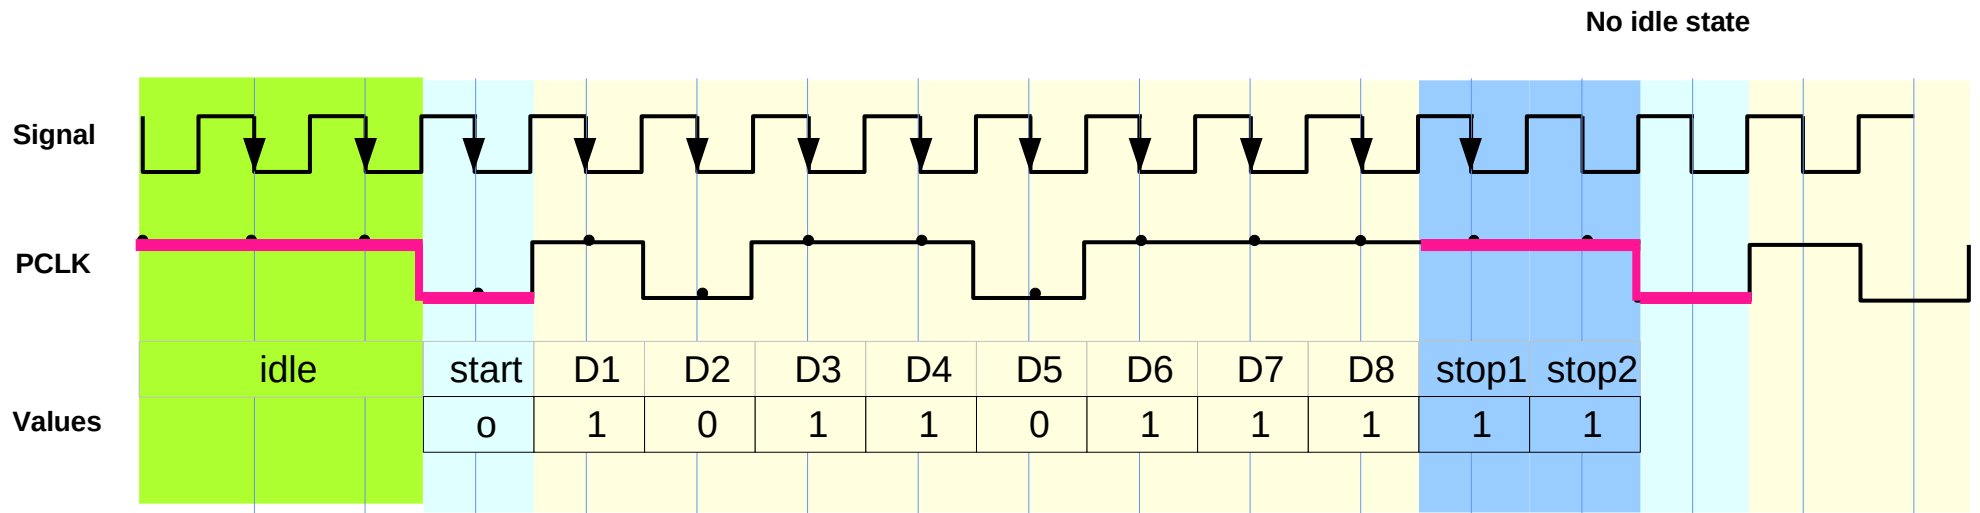 No idle state
Signal
PCLK
idle start D1 D2 D3 D4 D5 D6 D7 D8 stop1 stop2
Values o 1 0 1 1 0 1 1 1 1 1